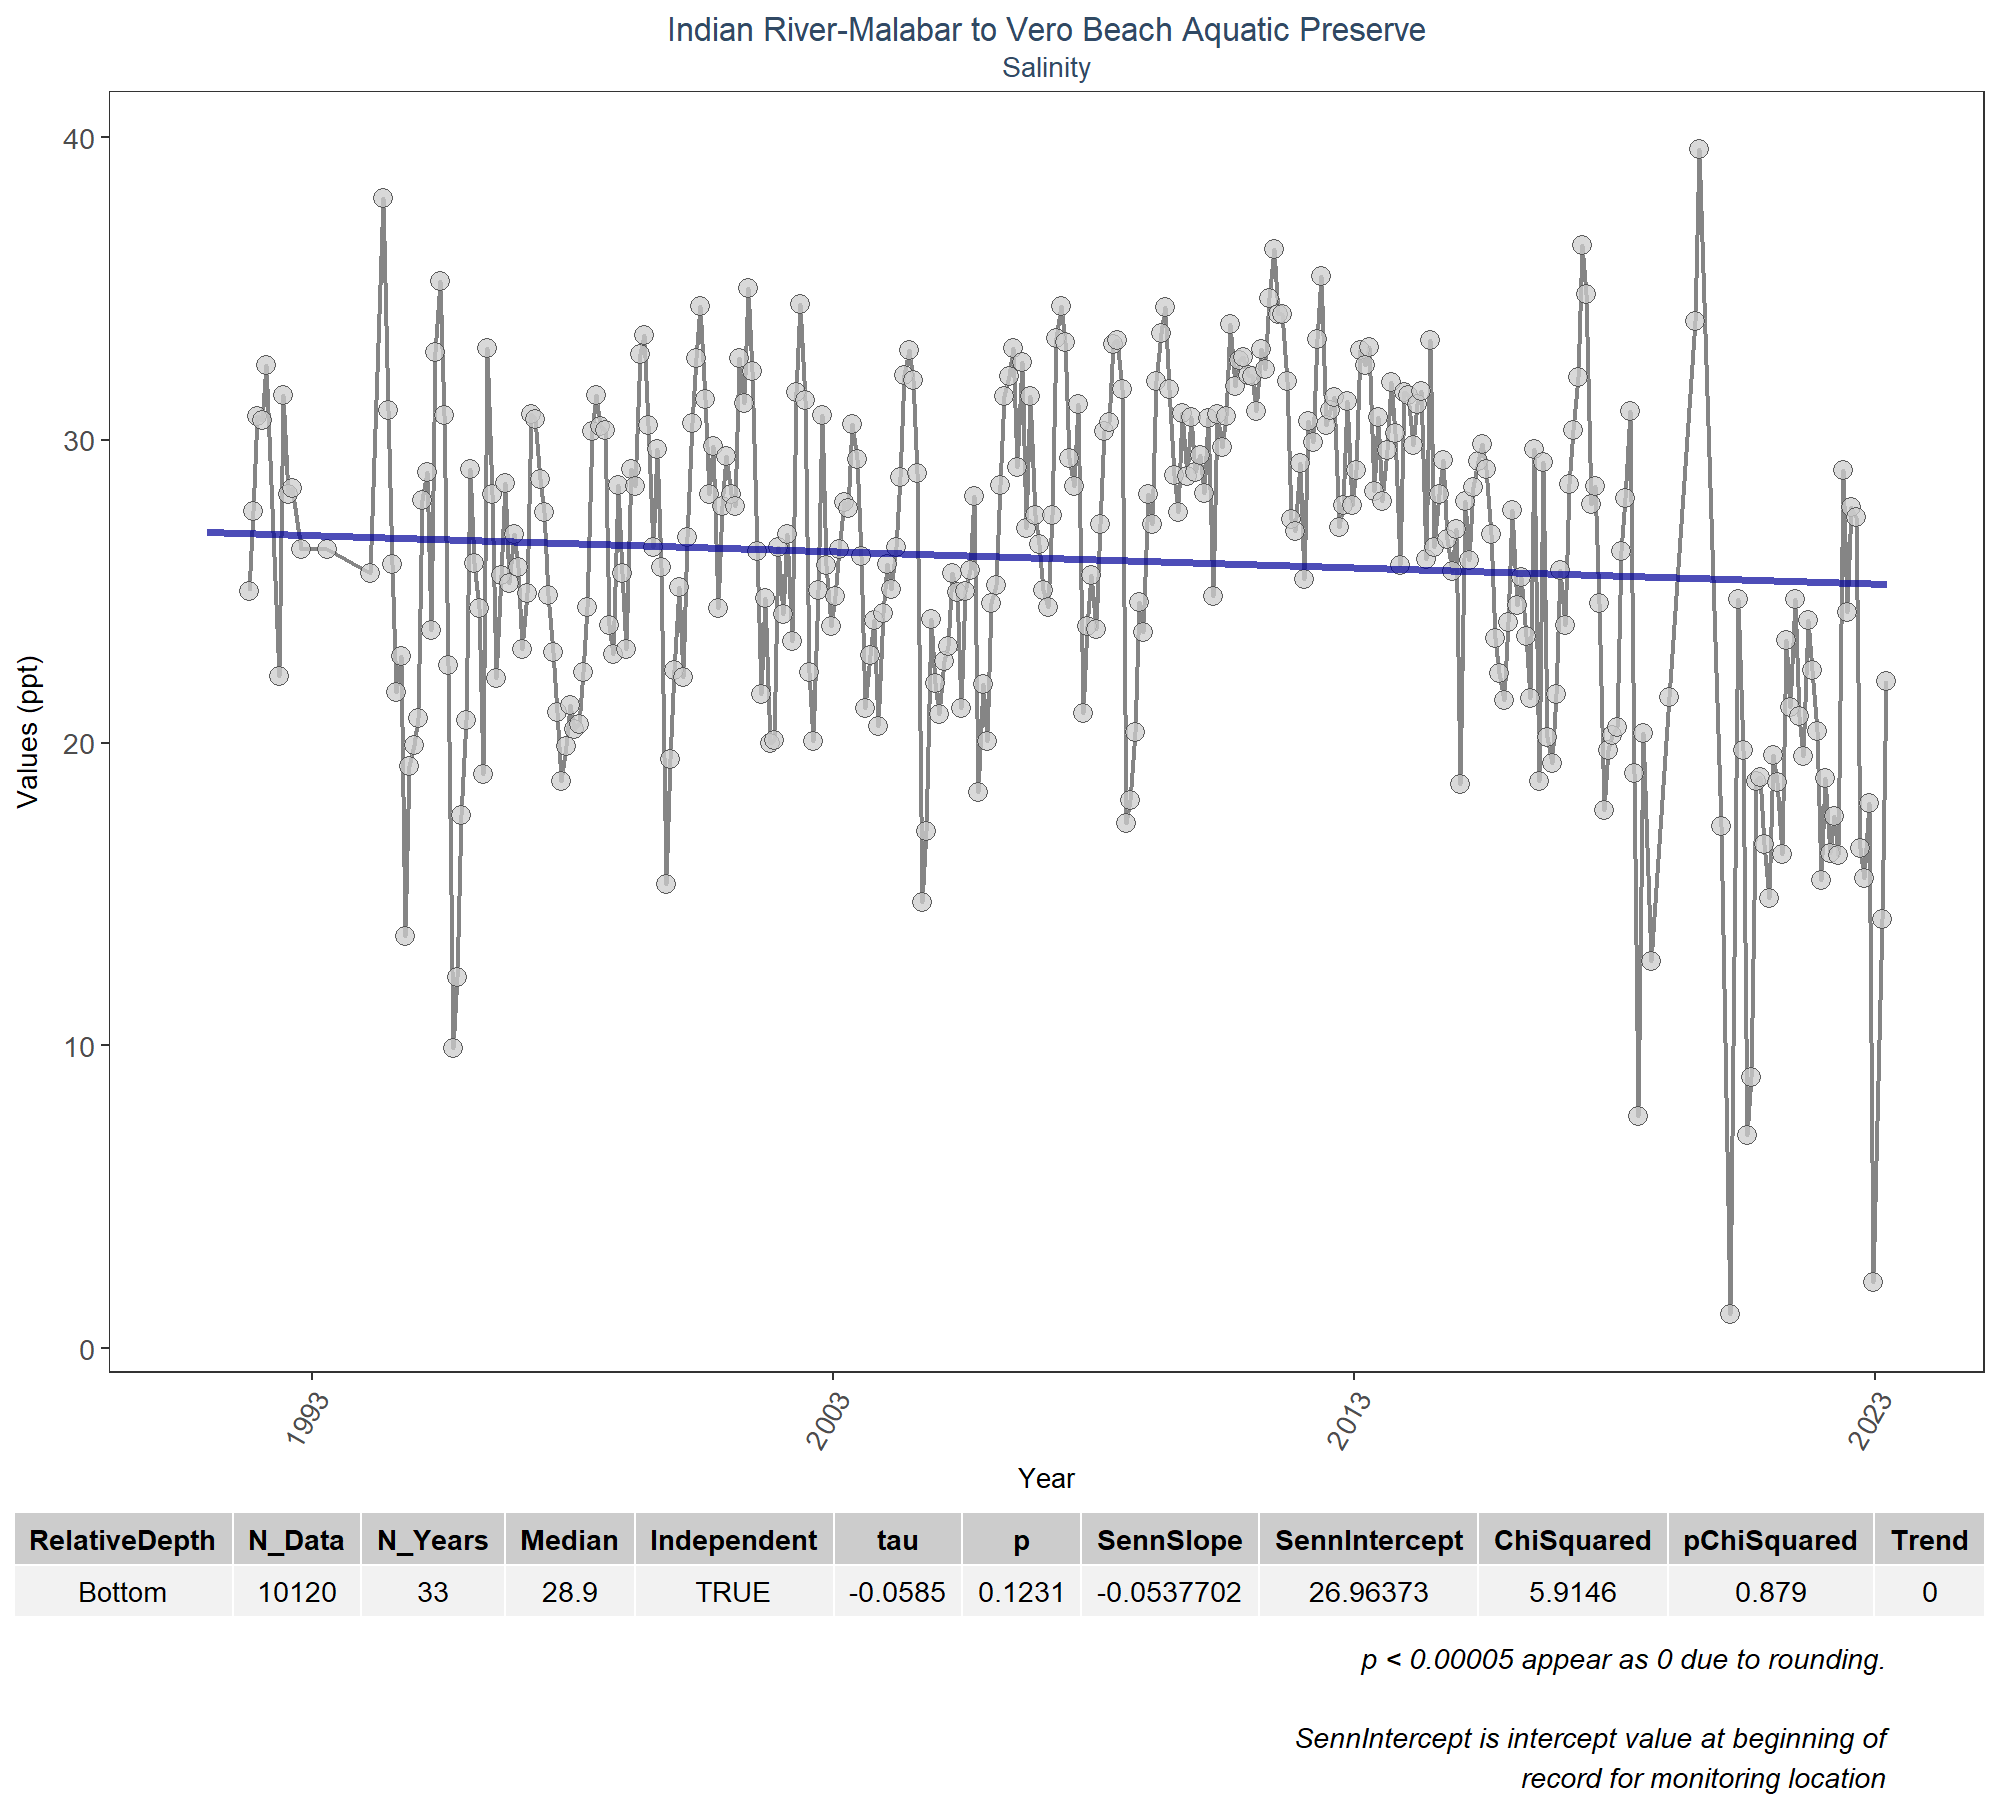 Indian River-Malabar to Vero Beach Aquatic Preserve
Salinity
40
30
20
10
0
Values (ppt)
1993
2003
2013
2023
Year
RelativeDepth N_Data N_Years Median Independent tau p SennSlope SennIntercept ChiSquared pChiSquared Trend
Bottom 10120 33 28.9 TRUE -0.0585 0.1231 -0.0537702 26.96373 5.9146 0.879 0
p < 0.00005 appear as 0 due to rounding.
SennIntercept is intercept value at beginning of
record for monitoring location